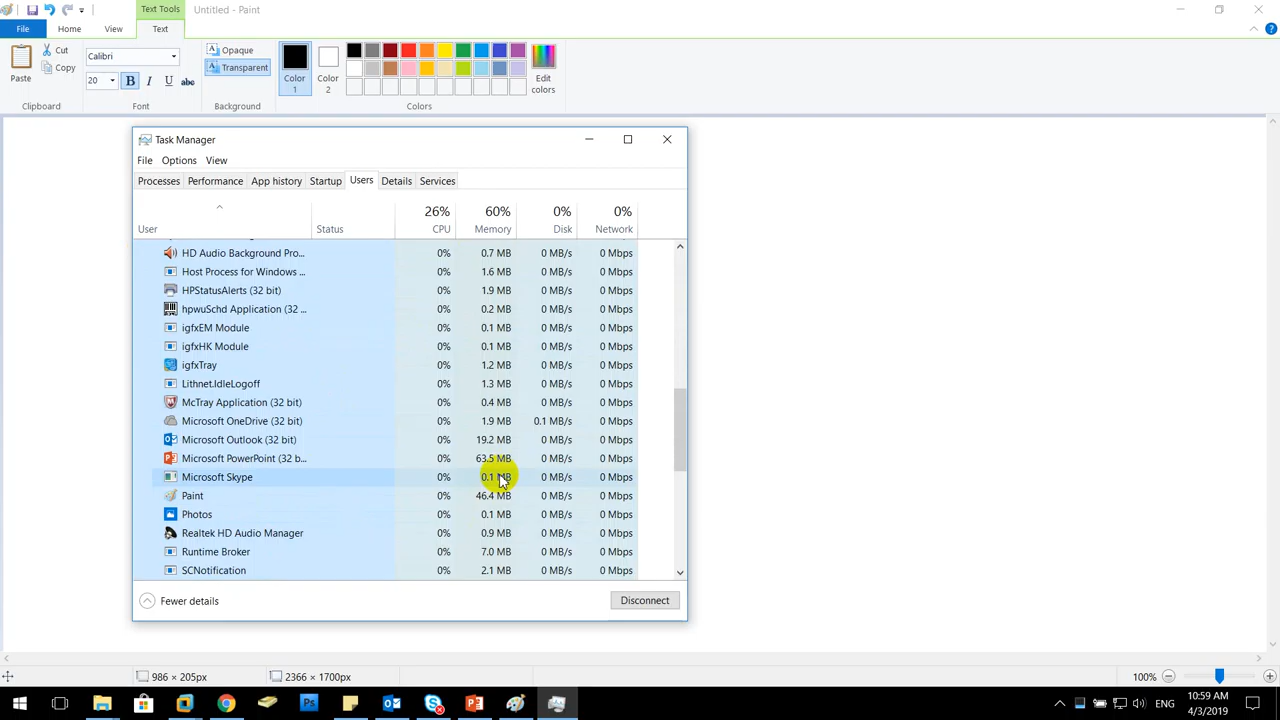 Text Tools
Untitled - Paint
File
Home
View
Text
Paste
Cut
Copy
Clipboard
Calibri
20
B
I
U
abc
Font
A Opaque
A Transparent
Background
Color
1
Color
2
Edit
colors
Colors
Task Manager
File Options View
Processes Performance App history Startup Users Details Services
26% 60% 0% 0%
User Status CPU Memory Disk Network
HD Audio Background Pro... 0% 0.7 MB 0 MB/s 0 Mbps
Host Process for Windows ... 0% 1.6 MB 0 MB/s 0 Mbps
HPStatusAlerts (32 bit) 0% 1.9 MB 0 MB/s 0 Mbps
hpwuSchd Application (32 ... 0% 0.2 MB 0 MB/s 0 Mbps
igfxEM Module 0% 0.1 MB 0 MB/s 0 Mbps
igfxHK Module 0% 0.1 MB 0 MB/s 0 Mbps
igfxTray 0% 1.2 MB 0 MB/s 0 Mbps
Lithnet.IdleLogoff 0% 1.3 MB 0 MB/s 0 Mbps
McTray Application (32 bit) 0% 0.4 MB 0 MB/s 0 Mbps
Microsoft OneDrive (32 bit) 0% 1.9 MB 0.1 MB/s 0 Mbps
Microsoft Outlook (32 bit) 0% 19.2 MB 0 MB/s 0 Mbps
Microsoft PowerPoint (32 b... 0% 63.5 MB 0 MB/s 0 Mbps
Microsoft Skype 0% 0.1 MB 0 MB/s 0 Mbps
Paint 0% 46.4 MB 0 MB/s 0 Mbps
Photos 0% 0.1 MB 0 MB/s 0 Mbps
Realtek HD Audio Manager 0% 0.9 MB 0 MB/s 0 Mbps
Runtime Broker 0% 7.0 MB 0 MB/s 0 Mbps
SCNotification 0% 2.1 MB 0 MB/s 0 Mbps
Fewer details
Disconnect
986 × 205px
2366 × 1700px
100%
Ps
ENG
10:59 AM
4/3/2019